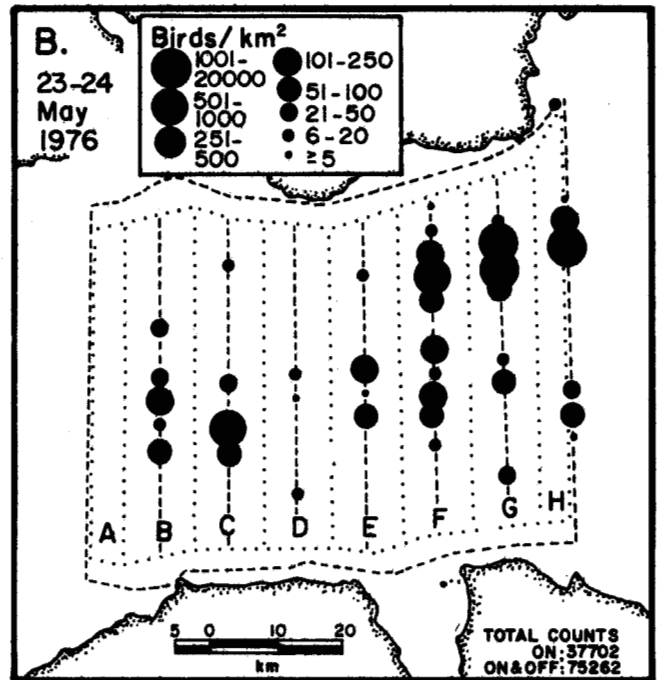 B.
23-24
May
1976
Birds/km²
1001-
20000
501-
1000
251-
500
101-250
51-100
21-50
6-20
≥5
A B C D E F G H
5 0 10 20
km
TOTAL COUNTS
ON:37702
ON&OFF:75262